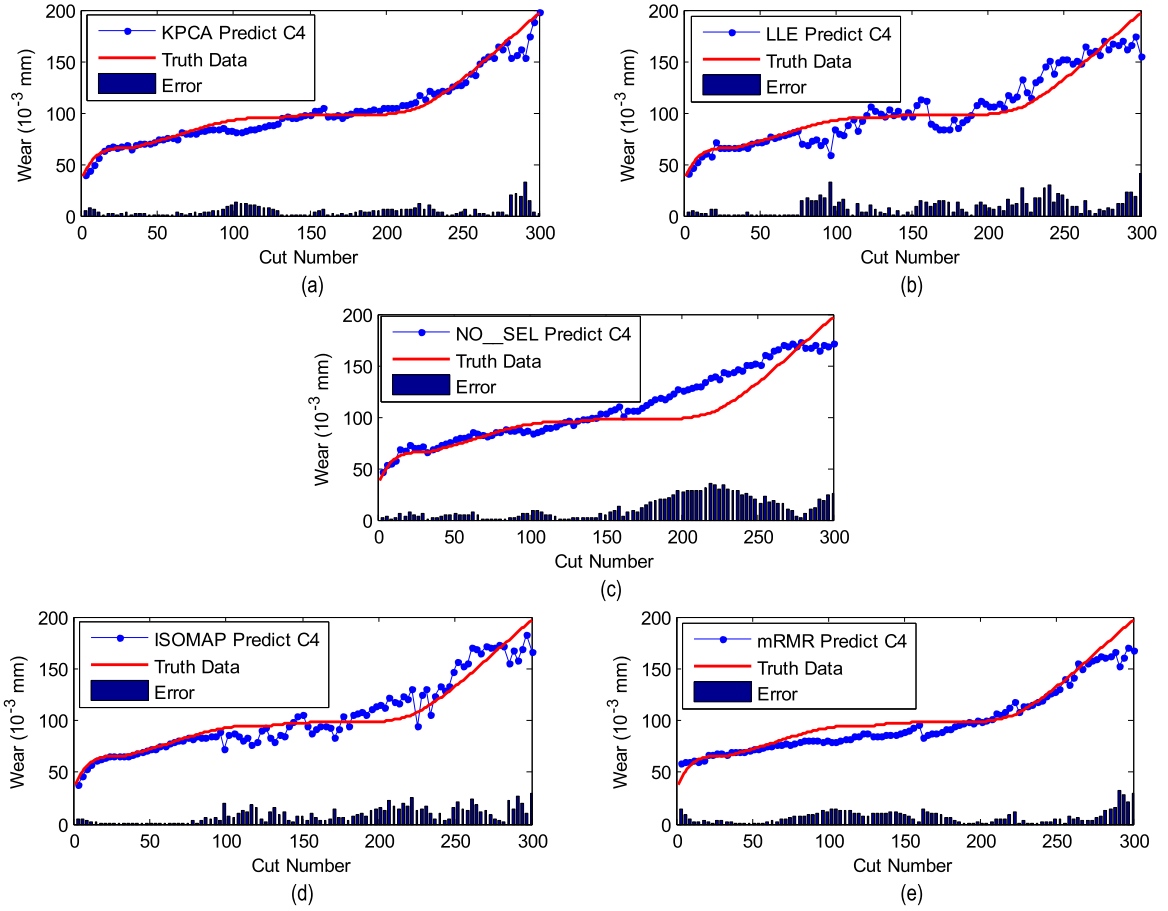 200
150
100
50
0
Wear (10-3 mm)
KPCA Predict C4
Truth Data
Error
0 50 100 150 200 250 300
Cut Number
(a)
200
150
100
50
0
Wear (10-3 mm)
LLE Predict C4
Truth Data
Error
0 50 100 150 200 250 300
Cut Number
(b)
200
150
100
50
0
Wear (10-3 mm)
NO__SEL Predict C4
Truth Data
Error
0 50 100 150 200 250 300
Cut Number
(c)
200
150
100
50
0
Wear (10-3 mm)
ISOMAP Predict C4
Truth Data
Error
0 50 100 150 200 250 300
Cut Number
(d)
200
150
100
50
0
Wear (10-3 mm)
mRMR Predict C4
Truth Data
Error
0 50 100 150 200 250 300
Cut Number
(e)